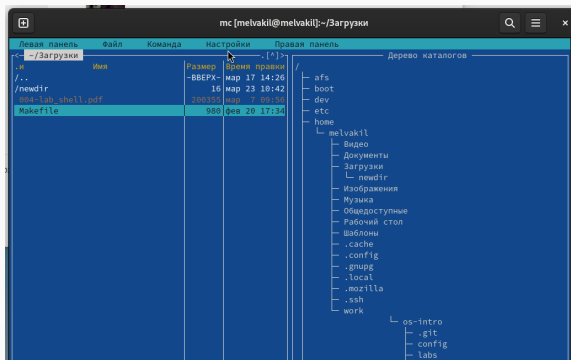 mc [melvakil@melvakil]:~/Загрузки
Левая панель Файл Команда Настройки Правая панель
~/Загрузки .[^]>
.и Имя Размер Время правки
/.. -ВВЕРХ- мар 17 14:26
/newdir 16 мар 23 10:42
004-lab_shell.pdf 200355 мар 7 09:56
Makefile 980 фев 20 17:34
Дерево каталогов
/
afs
boot
dev
etc
home
melvakil
Видео
Документы
Загрузки
newdir
Изображения
Музыка
Общедоступные
Рабочий стол
Шаблоны
.cache
.config
.gnupg
.local
.mozilla
.ssh
work
os-intro
.git
config
labs